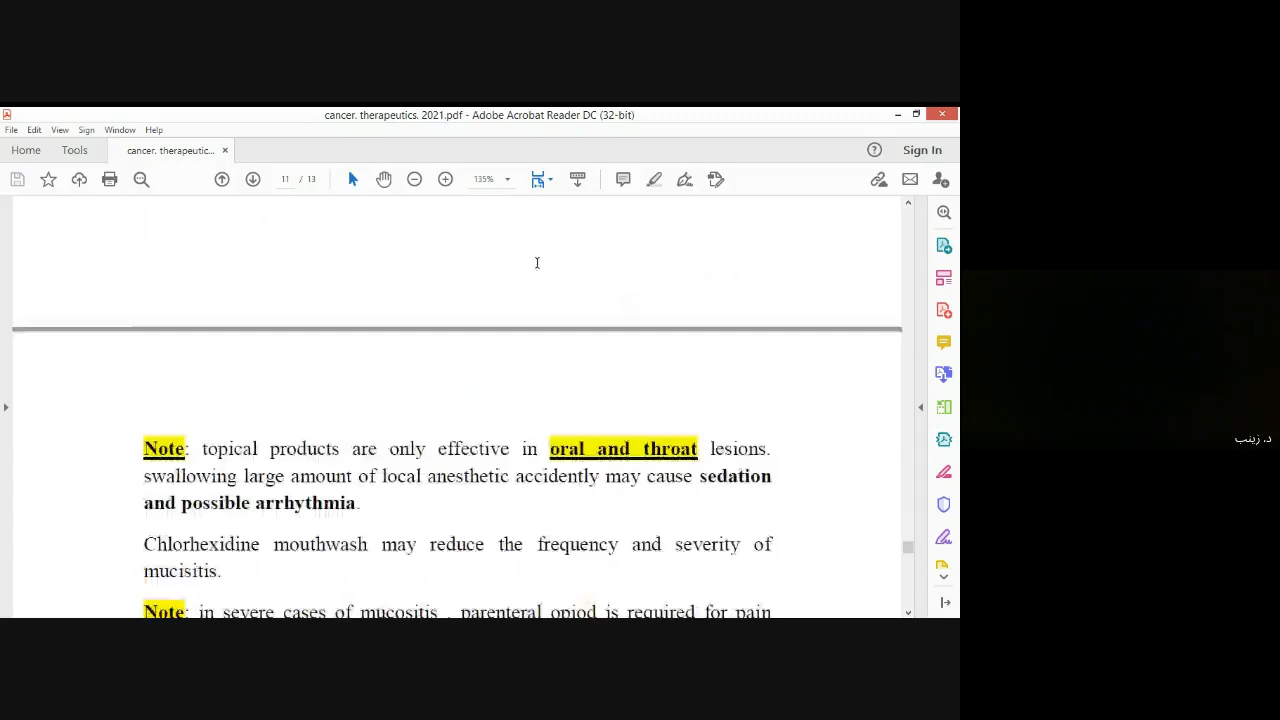 cancer. therapeutics. 2021.pdf - Adobe Acrobat Reader DC (32-bit)
File Edit View Sign Window Help
Home Tools cancer. therapeutic... × Sign In
11 / 13 135%
Note: topical products are only effective in oral and throat lesions.
swallowing large amount of local anesthetic accidently may cause sedation
and possible arrhythmia.
Chlorhexidine mouthwash may reduce the frequency and severity of
mucisitis.
Note: in severe cases of mucositis , parenteral opiod is required for pain
د. زينب